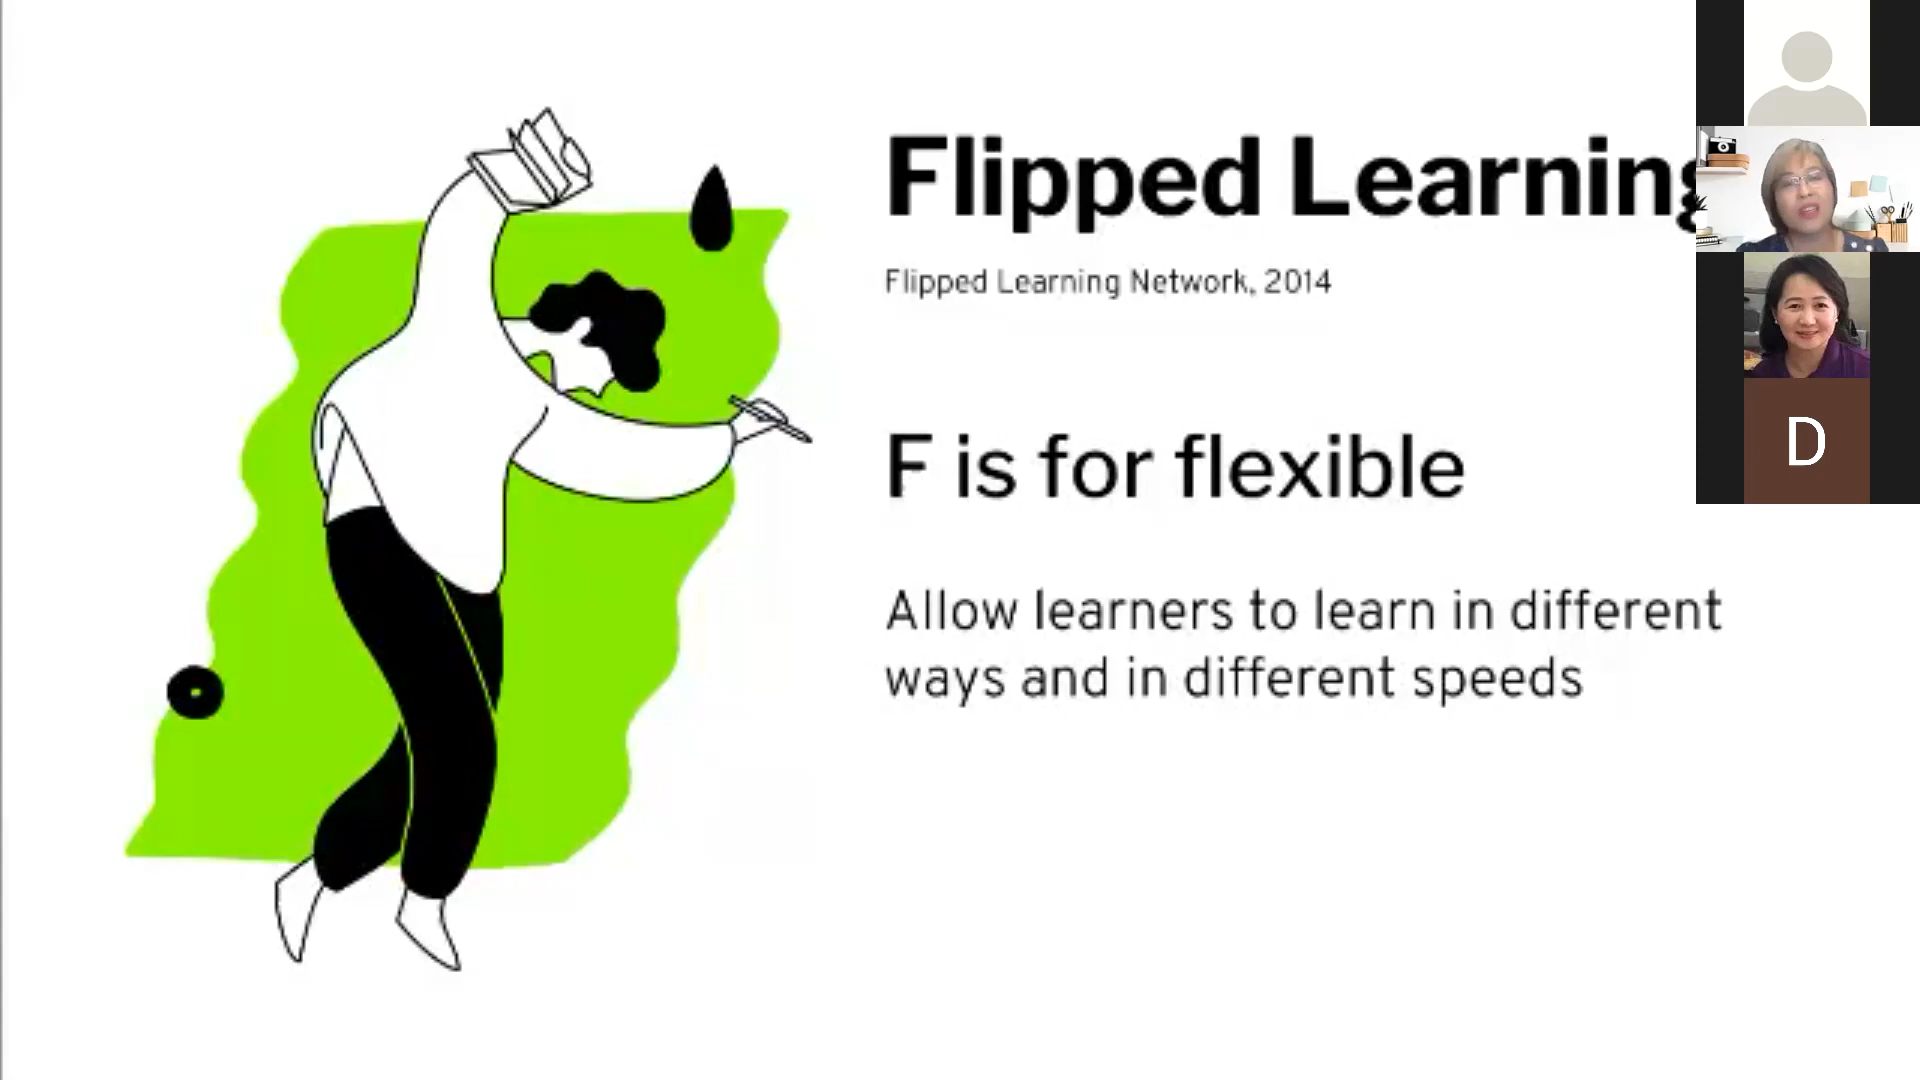 Flipped Learning
Flipped Learning Network, 2014
F is for flexible
Allow learners to learn in different
ways and in different speeds
D